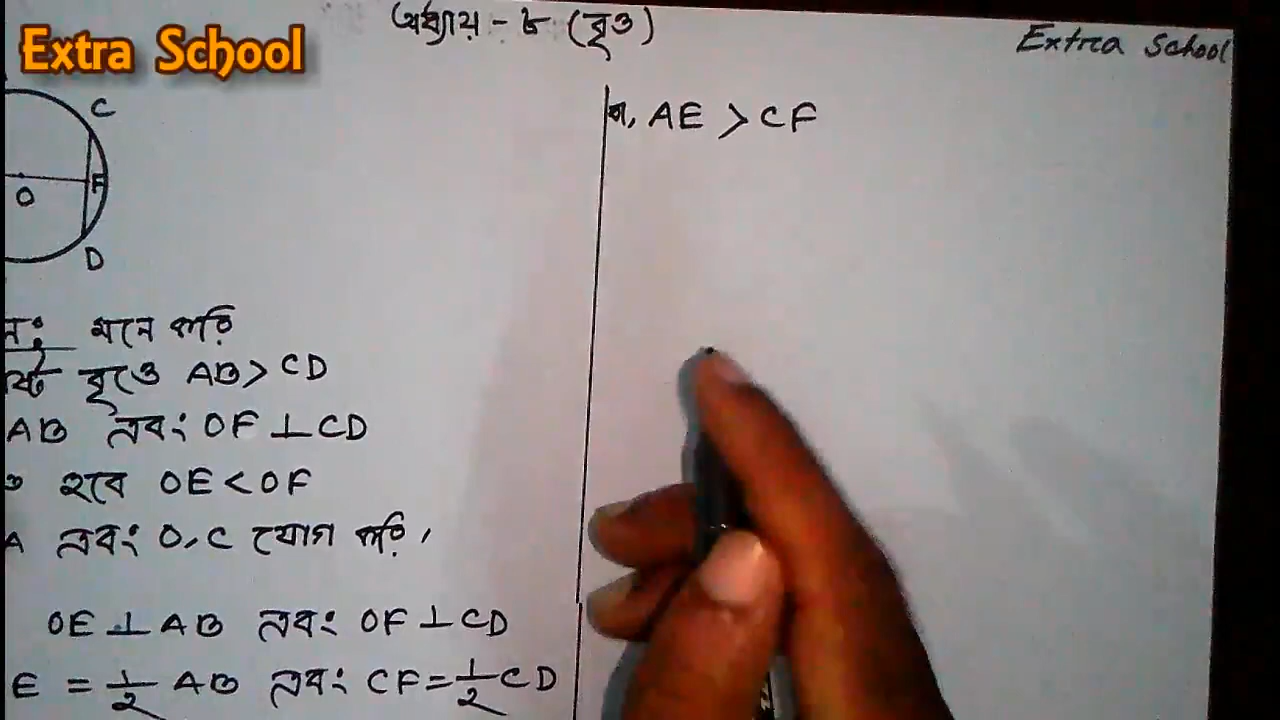 Extra School
অধ্যায় - ৮ (বৃত্ত)
Extra School
C
O
F
D
মনে করি
বৃত্তে AB > CD
AB এবং OF ⊥ CD
হবে OE < OF
A এবং O, C যোগ করি,
OE ⊥ AB এবং OF ⊥ CD
E = 1/2 AB এবং CF = 1/2 CD
AE > CF